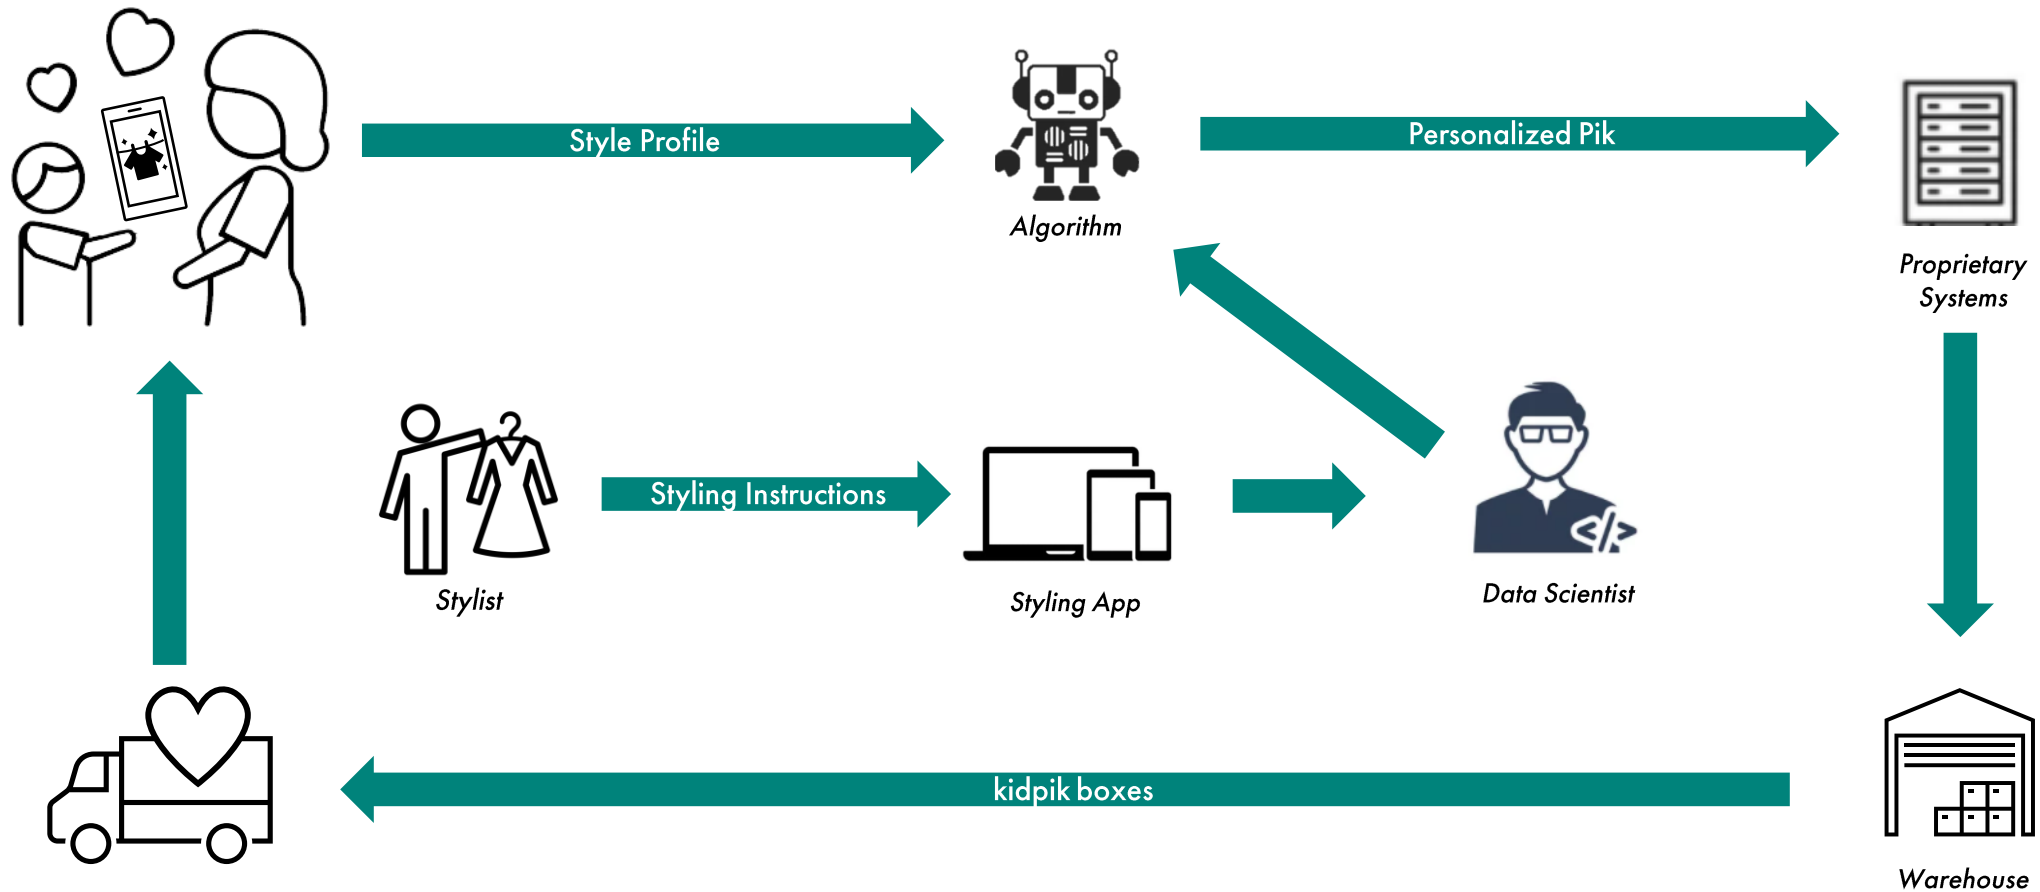 Style Profile
Algorithm
Personalized Pik
Proprietary
Systems
Stylist
Styling Instructions
Styling App
</>
Data Scientist
kidpik boxes
Warehouse